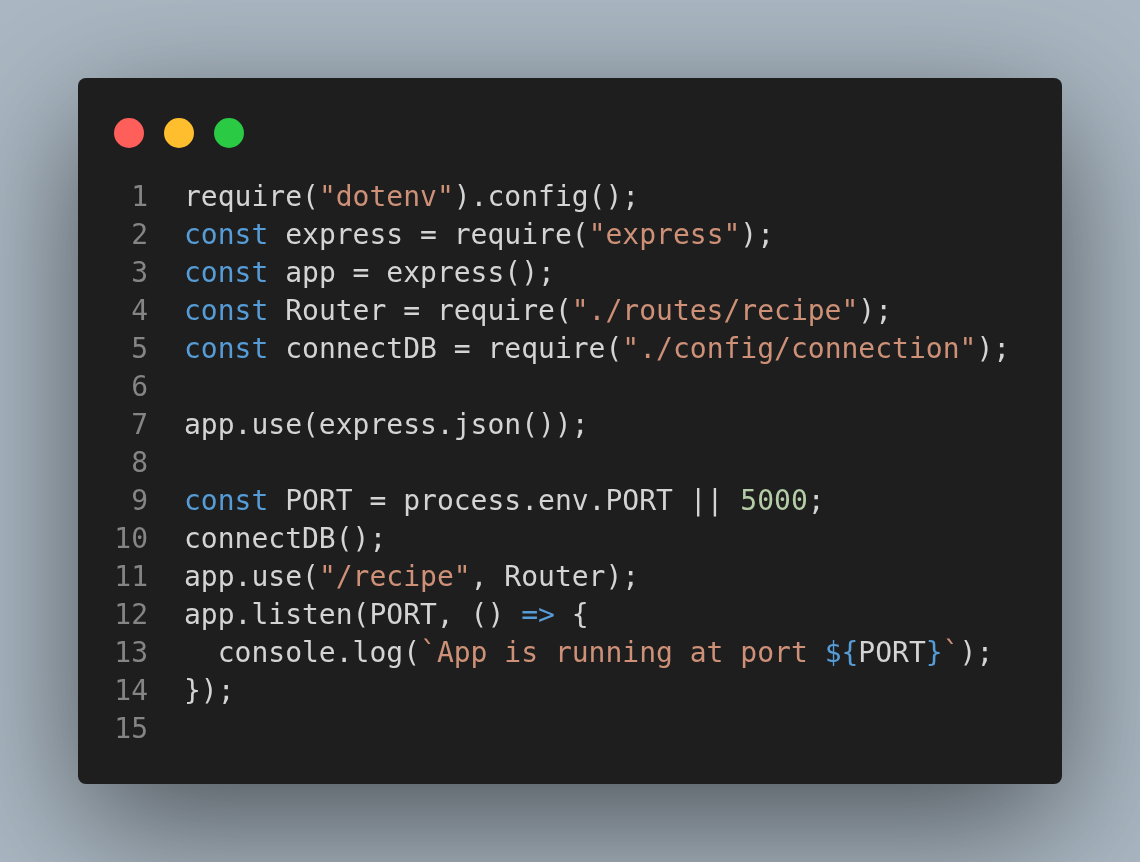 1 require("dotenv").config();
2 const express = require("express");
3 const app = express();
4 const Router = require("./routes/recipe");
5 const connectDB = require("./config/connection");
6
7 app.use(express.json());
8
9 const PORT = process.env.PORT || 5000;
10 connectDB();
11 app.use("/recipe", Router);
12 app.listen(PORT, () => {
13   console.log(`App is running at port ${PORT}`);
14 });
15